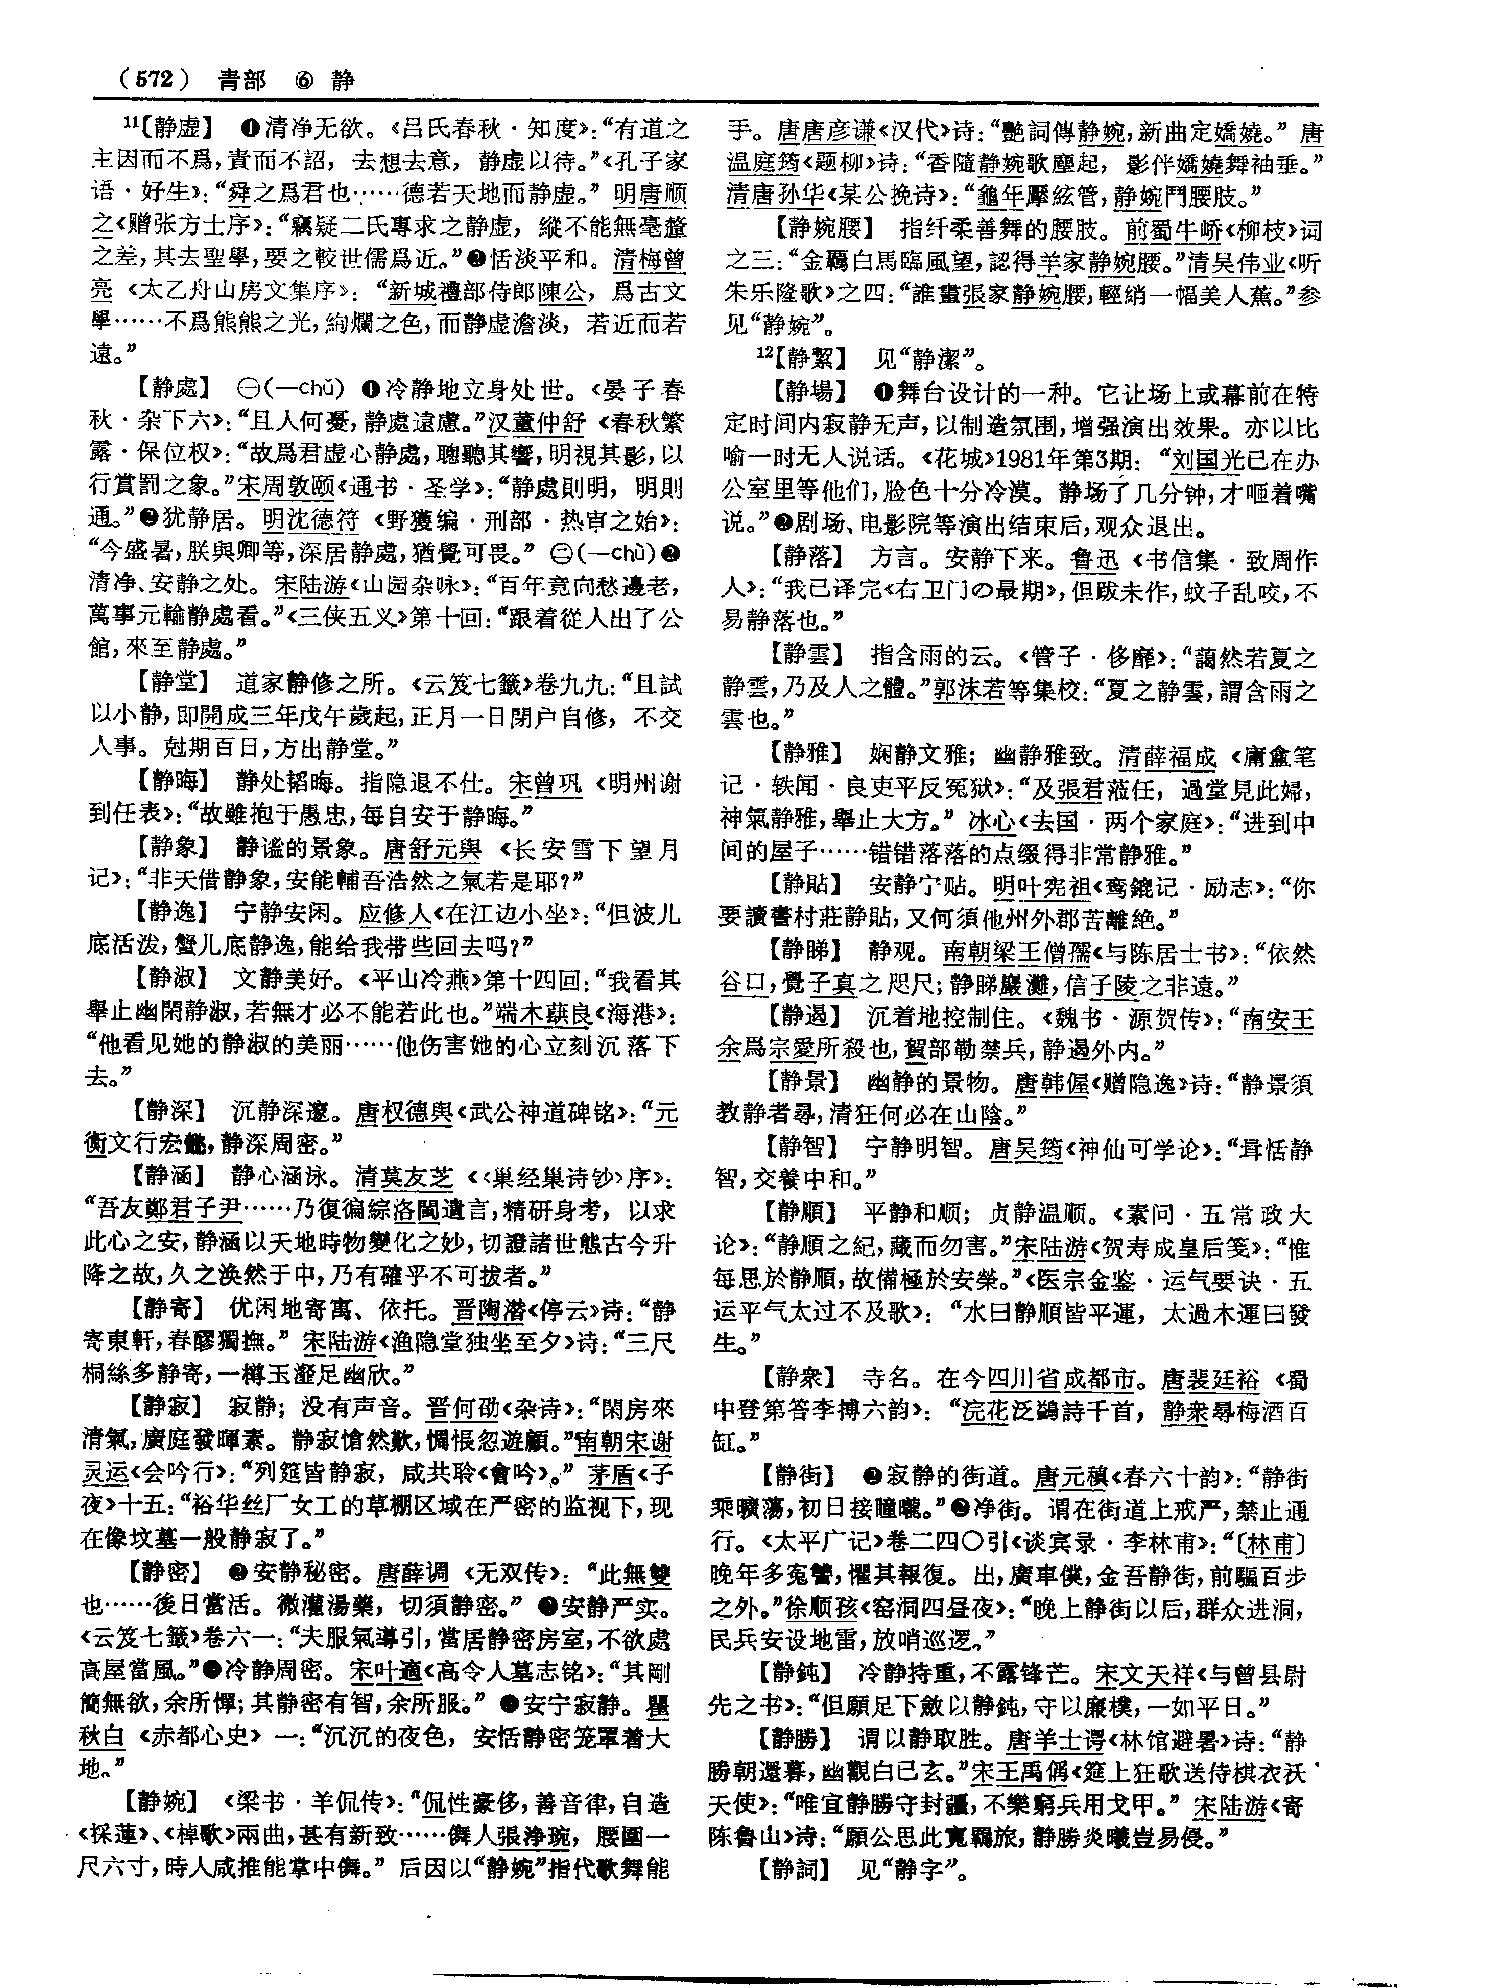 （572） 青部 ⑥ 静
11【静虚】 ❶清净无欲。《吕氏春秋·知度》：“有道之
主因而不爲，責而不詔，去想去意，静虚以待。”《孔子家
语·好生》：“舜之爲君也……德若天地而静虚。”明唐顺
之《赠张方士序》：“竊疑二氏專求之静虚，縱不能無毫釐
之差，其去聖學，要之較世儒爲近。”❷恬淡平和。清梅曾
亮《太乙舟山房文集序》：“新城禮部侍郎陳公，爲古文
學……不爲熊熊之光，絢爛之色，而静虚澹淡，若近而若
遠。”
【静處】 ㊀（—chǔ）❶冷静地立身处世。《晏子春
秋·杂下六》：“且人何憂，静處遠慮。”汉董仲舒《春秋繁
露·保位权》：“故爲君虚心静處，聰聽其響，明視其影，以
行賞罰之象。”宋周敦颐《通书·圣学》：“静處則明，明則
通。”❷犹静居。明沈德符《野獲编·刑部·热审之始》：
“今盛暑，朕與卿等，深居静處，猶覺可畏。”㊁（—chù）❷
清净、安静之处。宋陆游《山园杂咏》：“百年竟向愁邊老，
萬事元輸静處看。”《三侠五义》第十回：“跟着從人出了公
館，來至静處。”
【静堂】 道家静修之所。《云笈七籤》卷九九：“且試
以小静，即開成三年戊午歲起，正月一日閉户自修，不交
人事。尅期百日，方出静堂。”
【静晦】 静处韬晦。指隐退不仕。宋曾巩《明州谢
到任表》：“故雖抱于愚忠，每自安于静晦。”
【静象】 静谧的景象。唐舒元舆《长安雪下望月
记》：“非天借静象，安能輔吾浩然之氣若是耶？”
【静逸】 宁静安闲。应修人《在江边小坐》：“但波儿
底活泼，蟹儿底静逸，能给我带些回去吗？”
【静淑】 文静美好。《平山冷燕》第十四回：“我看其
舉止幽閑静淑，若無才必不能若此也。”端木蕻良《海港》：
“他看见她的静淑的美丽……他伤害她的心立刻沉落下
去。”
【静深】 沉静深邃。唐权德舆《武公神道碑铭》：“元
衡文行宏懿，静深周密。”
【静涵】 静心涵泳。清莫友芝《〈巢经巢诗钞〉序》：
“吾友鄭君子尹……乃復徧綜洛閩遺言，精研身考，以求
此心之安，静涵以天地時物變化之妙，切證諸世態古今升
降之故，久之涣然于中，乃有確乎不可拔者。”
【静寄】 优闲地寄寓、依托。晋陶潜《停云》诗：“静
寄東軒，春醪獨撫。”宋陆游《渔隐堂独坐至夕》诗：“三尺
桐絲多静寄，一樽玉瀣足幽欣。”
【静寂】 寂静；没有声音。晋何劭《杂诗》：“閑房來
清氣，廣庭發暉素。静寂愴然歎，惆悵忽遊顧。”南朝宋谢
灵运《会吟行》：“列筵皆静寂，咸共聆《會吟》。”茅盾《子
夜》十五：“裕华丝厂女工的草棚区域在严密的监视下，现
在像坟墓一般静寂了。”
【静密】 ❷安静秘密。唐薛调《无双传》：“此無雙
也……後日當活。微灌湯藥，切須静密。”❷安静严实。
《云笈七籤》卷六一：“夫服氣導引，當居静密房室，不欲處
高屋當風。”●冷静周密。宋叶適《高令人墓志铭》：“其剛
簡無欲，余所憚；其静密有智，余所服。”●安宁寂静。瞿
秋白《赤都心史》一：“沉沉的夜色，安恬静密笼罩着大
地。”
【静婉】 《梁书·羊侃传》：“侃性豪侈，善音律，自造
《採蓮》、《棹歌》兩曲，甚有新致……儛人張浄琬，腰圍一
尺六寸，時人咸推能掌中儛。”后因以“静婉”指代歌舞能
手。唐唐彦谦《汉代》诗：“艷詞傳静婉，新曲定嬌嬈。”唐
温庭筠《题柳》诗：“香隨静婉歌塵起，影伴嬌嬈舞袖垂。”
清唐孙华《某公挽诗》：“龜年壓絃管，静婉鬥腰肢。”
【静婉腰】 指纤柔善舞的腰肢。前蜀牛峤《柳枝》词
之三：“金羈白馬臨風望，認得羊家静婉腰。”清吴伟业《听
朱乐隆歌》之四：“誰畫張家静婉腰，輕綃一幅美人蕉。”参
见“静婉”。
12【静絜】 见“静潔”。
【静場】 ❶舞台设计的一种。它让场上或幕前在特
定时间内寂静无声，以制造氛围，增强演出效果。亦以比
喻一时无人说话。《花城》1981年第3期：“刘国光已在办
公室里等他们，脸色十分冷漠。静场了几分钟，才咂着嘴
说。”❷剧场、电影院等演出结束后，观众退出。
【静落】 方言。安静下来。鲁迅《书信集·致周作
人》：“我已译完《右卫门の最期》，但跋未作，蚊子乱咬，不
易静落也。”
【静雲】 指含雨的云。《管子·侈靡》：“藹然若夏之
静雲，乃及人之體。”郭沫若等集校：“夏之静雲，謂含雨之
雲也。”
【静雅】 娴静文雅；幽静雅致。清薛福成《庸盦笔
记·轶闻·良吏平反冤狱》：“及張君蒞任，過堂見此婦，
神氣静雅，舉止大方。”冰心《去国·两个家庭》：“进到中
间的屋子……错错落落的点缀得非常静雅。”
【静貼】 安静宁贴。明叶宪祖《鸾鎞记·励志》：“你
要讀書村莊静貼，又何須他州外郡苦離絶。”
【静睇】 静观。南朝梁王僧孺《与陈居士书》：“依然
谷口，覺子真之咫尺；静睇巖灘，信子陵之非遠。”
【静遏】 沉着地控制住。《魏书·源贺传》：“南安王
余爲宗愛所殺也，賀部勒禁兵，静遏外内。”
【静景】 幽静的景物。唐韩偓《赠隐逸》诗：“静景須
教静者尋，清狂何必在山陰。”
【静智】 宁静明智。唐吴筠《神仙可学论》：“耳恬静
智，交養中和。”
【静順】 平静和顺；贞静温顺。《素问·五常政大
论》：“静順之紀，藏而勿害。”宋陆游《贺寿成皇后笺》：“惟
每思於静順，故備極於安榮。”《医宗金鉴·运气要诀·五
运平气太过不及歌》：“水曰静順皆平運，太過木運曰發
生。”
【静衆】 寺名。在今四川省成都市。唐裴廷裕《蜀
中登第答李搏六韵》：“浣花泛鷁詩千首，静衆尋梅酒百
缸。”
【静街】 ❷寂静的街道。唐元稹《春六十韵》：“静街
乘曠蕩，初日接曈曨。”❷净街。谓在街道上戒严，禁止通
行。《太平广记》卷二四〇引《谈宾录·李林甫》：“〔林甫〕
晚年多冤讐，懼其報復。出，廣車僕，金吾静街，前驅百步
之外。”徐顺孩《窑洞四昼夜》：“晚上静街以后，群众进洞，
民兵安设地雷，放哨巡逻。”
【静鈍】 冷静持重，不露锋芒。宋文天祥《与曾县尉
先之书》：“但願足下斂以静鈍，守以廉樸，一如平日。”
【静勝】 谓以静取胜。唐羊士谔《林馆避暑》诗：“静
勝朝還暮，幽觀白已玄。”宋王禹偁《筵上狂歌送侍棋衣袄
天使》：“唯宜静勝守封疆，不樂窮兵用戈甲。”宋陆游《寄
陈鲁山》诗：“願公思此寬羈旅，静勝炎曦豈易侵。”
【静詞】 见“静字”。